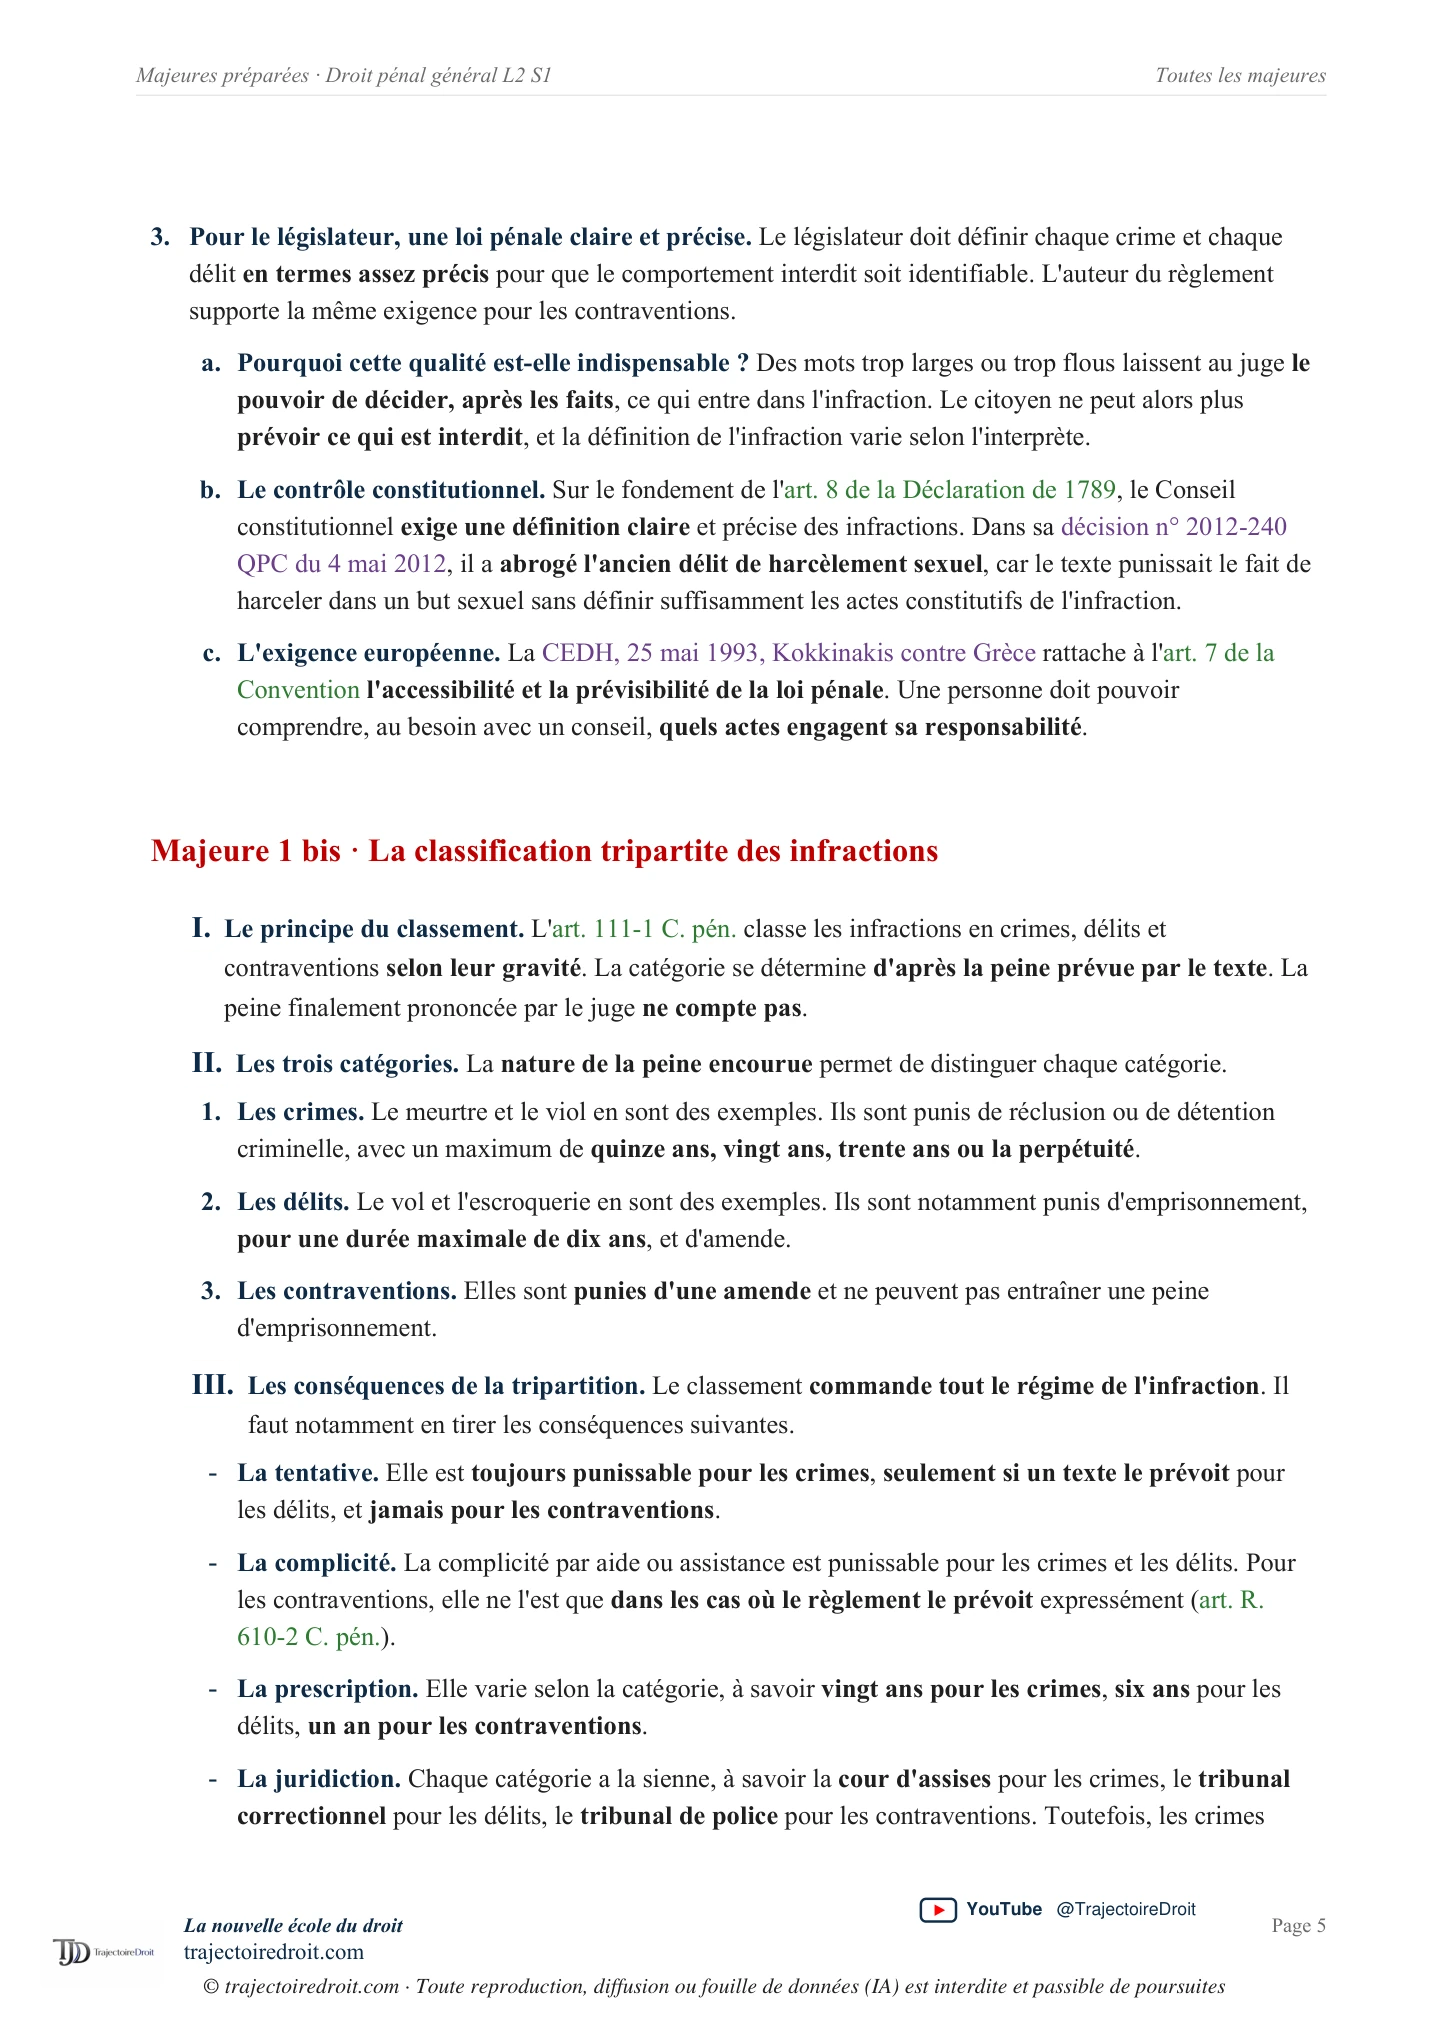 Majeures préparées · Droit pénal général L2 S1
Toutes les majeures
3. Pour le législateur, une loi pénale claire et précise. Le législateur doit définir chaque crime et chaque
délit en termes assez précis pour que le comportement interdit soit identifiable. L'auteur du règlement
supporte la même exigence pour les contraventions.
a. Pourquoi cette qualité est-elle indispensable ? Des mots trop larges ou trop flous laissent au juge le
pouvoir de décider, après les faits, ce qui entre dans l'infraction. Le citoyen ne peut alors plus
prévoir ce qui est interdit, et la définition de l'infraction varie selon l'interprète.
b. Le contrôle constitutionnel. Sur le fondement de l'art. 8 de la Déclaration de 1789, le Conseil
constitutionnel exige une définition claire et précise des infractions. Dans sa décision n° 2012-240
QPC du 4 mai 2012, il a abrogé l'ancien délit de harcèlement sexuel, car le texte punissait le fait de
harceler dans un but sexuel sans définir suffisamment les actes constitutifs de l'infraction.
c. L'exigence européenne. La CEDH, 25 mai 1993, Kokkinakis contre Grèce rattache à l'art. 7 de la
Convention l'accessibilité et la prévisibilité de la loi pénale. Une personne doit pouvoir
comprendre, au besoin avec un conseil, quels actes engagent sa responsabilité.
Majeure 1 bis · La classification tripartite des infractions
I. Le principe du classement. L'art. 111-1 C. pén. classe les infractions en crimes, délits et
contraventions selon leur gravité. La catégorie se détermine d'après la peine prévue par le texte. La
peine finalement prononcée par le juge ne compte pas.
II. Les trois catégories. La nature de la peine encourue permet de distinguer chaque catégorie.
1. Les crimes. Le meurtre et le viol en sont des exemples. Ils sont punis de réclusion ou de détention
criminelle, avec un maximum de quinze ans, vingt ans, trente ans ou la perpétuité.
2. Les délits. Le vol et l'escroquerie en sont des exemples. Ils sont notamment punis d'emprisonnement,
pour une durée maximale de dix ans, et d'amende.
3. Les contraventions. Elles sont punies d'une amende et ne peuvent pas entraîner une peine
d'emprisonnement.
III. Les conséquences de la tripartition. Le classement commande tout le régime de l'infraction. Il
faut notamment en tirer les conséquences suivantes.
- La tentative. Elle est toujours punissable pour les crimes, seulement si un texte le prévoit pour
les délits, et jamais pour les contraventions.
- La complicité. La complicité par aide ou assistance est punissable pour les crimes et les délits. Pour
les contraventions, elle ne l'est que dans les cas où le règlement le prévoit expressément (art. R.
610-2 C. pén.).
- La prescription. Elle varie selon la catégorie, à savoir vingt ans pour les crimes, six ans pour les
délits, un an pour les contraventions.
- La juridiction. Chaque catégorie a la sienne, à savoir la cour d'assises pour les crimes, le tribunal
correctionnel pour les délits, le tribunal de police pour les contraventions. Toutefois, les crimes
YouTube @TrajectoireDroit
La nouvelle école du droit
Page 5
TJD TrajectoireDroit
trajectoiredroit.com
© trajectoiredroit.com · Toute reproduction, diffusion ou fouille de données (IA) est interdite et passible de poursuites